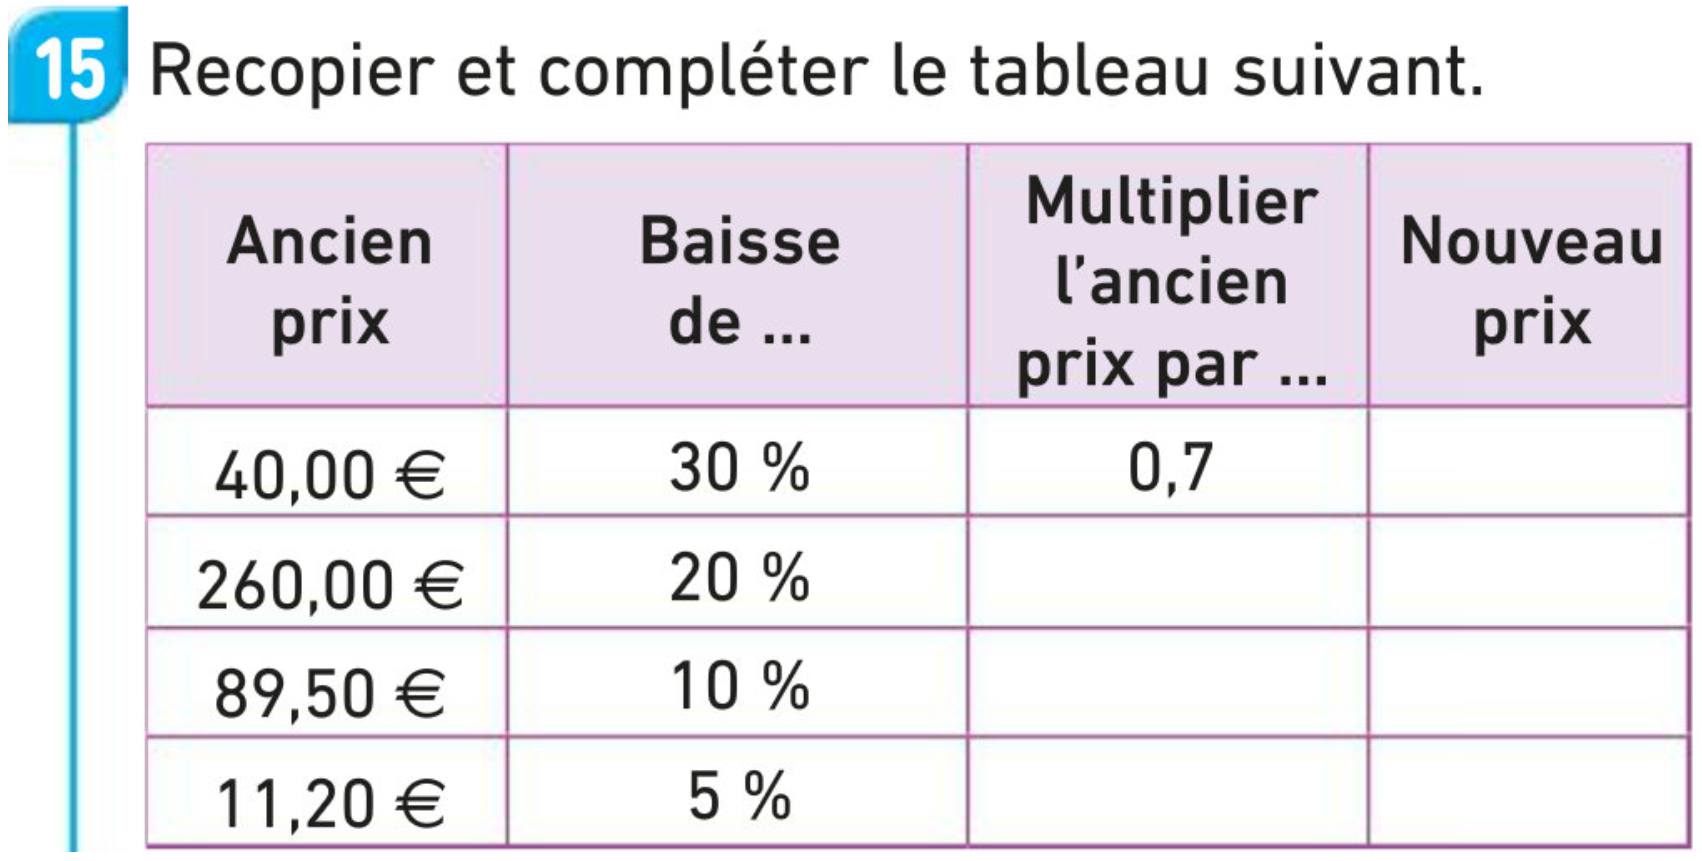 15 Recopier et compléter le tableau suivant.
Ancien prix | Baisse de ... | Multiplier l'ancien prix par ... | Nouveau prix
40,00 € | 30 % | 0,7 |
260,00 € | 20 % | |
89,50 € | 10 % | |
11,20 € | 5 % | |